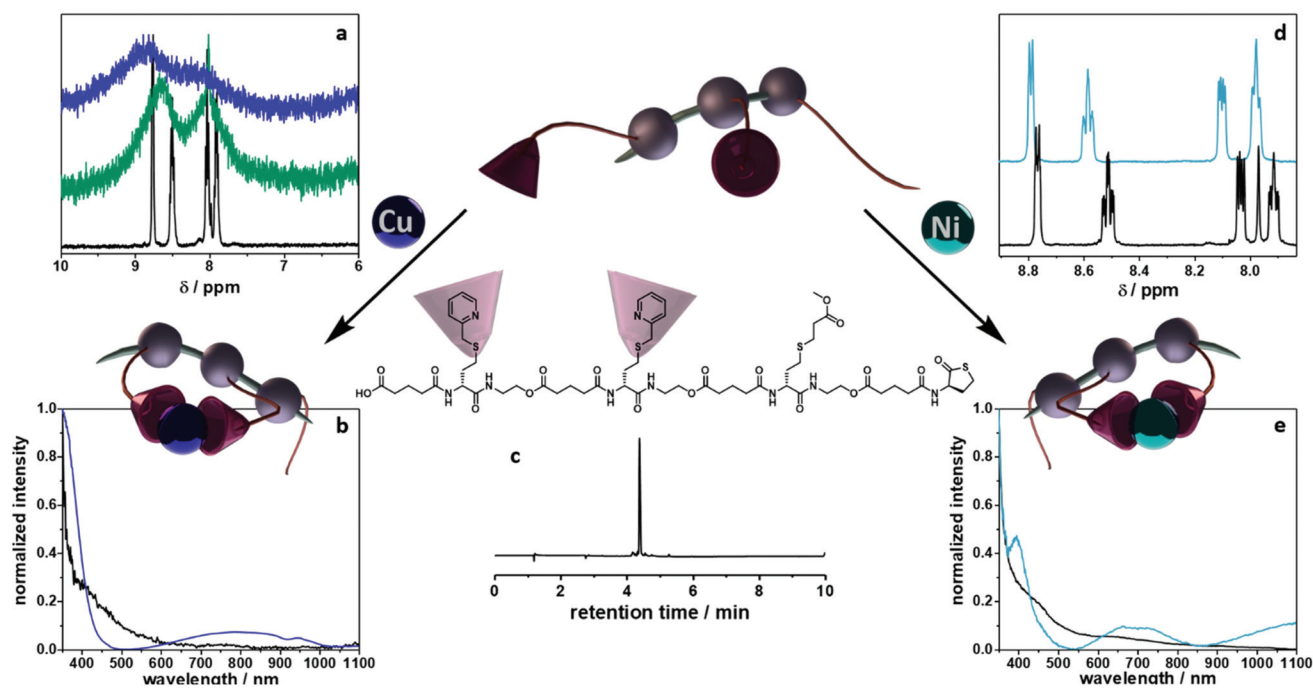 a
10 9 8 7 6
δ / ppm
Cu
Ni
d
8.8 8.6 8.4 8.2 8.0
δ / ppm
N
N
S
S
O
O
S
O
O
HO
O
N
H
H
N
O
O
O
O
N
H
H
N
O
O
O
O
N
H
H
N
O
O
O
O
N
H
O
S
b
1.0
0.8
0.6
0.4
0.2
0.0
normalized intensity
400 500 600 700 800 900 1000 1100
wavelength / nm
c
0 2 4 6 8 10
retention time / min
e
1.0
0.8
0.6
0.4
0.2
0.0
normalized intensity
400 500 600 700 800 900 1000 1100
wavelength / nm